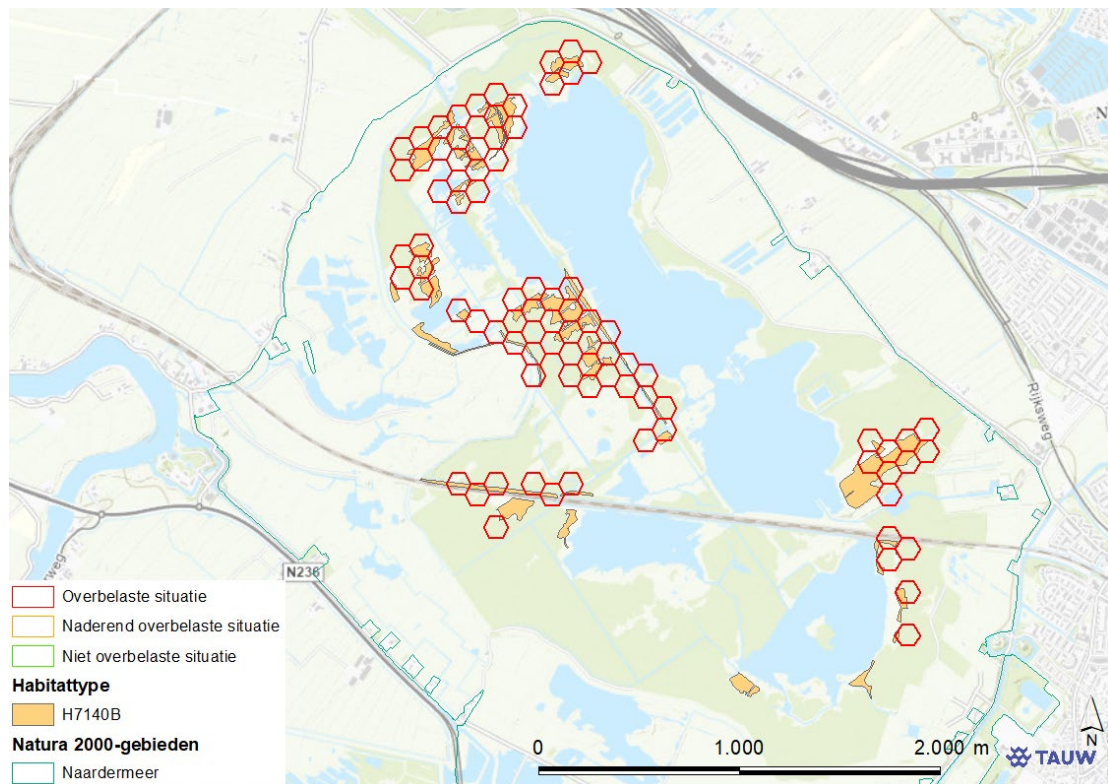 Rijksweg
N236
Overbelaste situatie
Naderend overbelaste situatie
Niet overbelaste situatie
Habitattype
H7140B
Natura 2000-gebieden
Naardermeer
0 1.000 2.000 m
N
TAUW